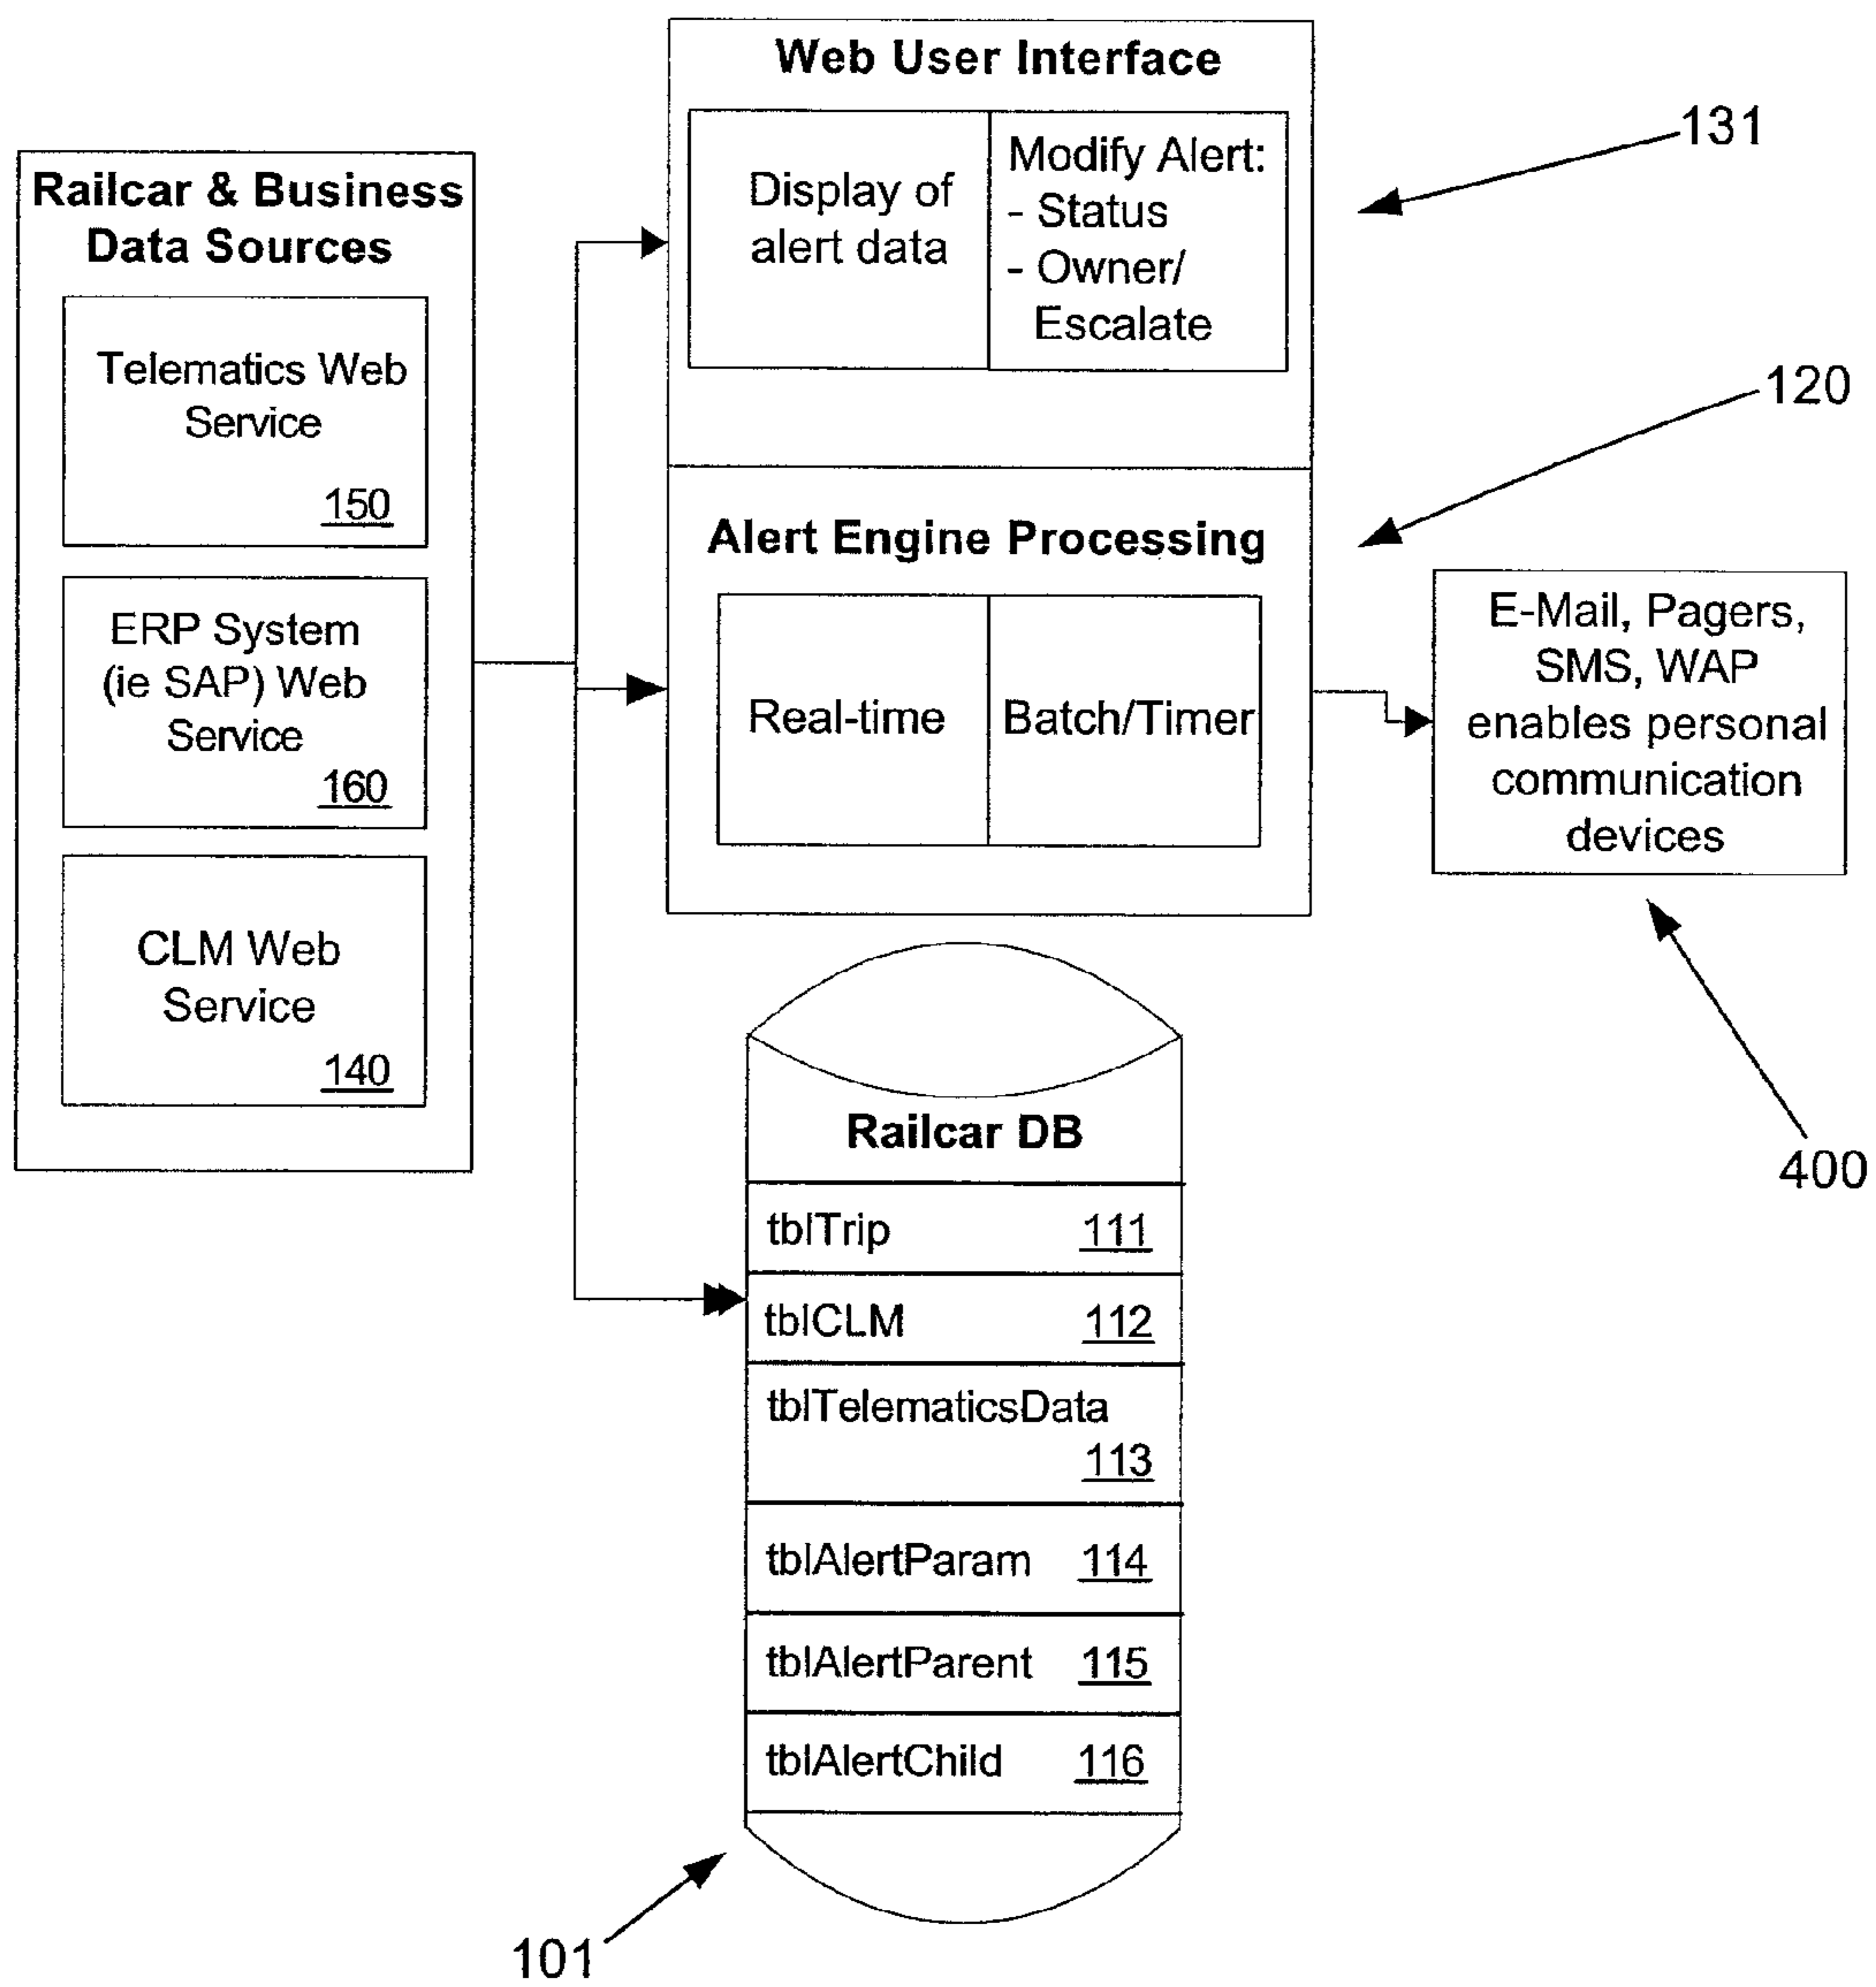 Railcar & Business
Data Sources
Telematics Web
Service
150
ERP System
(ie SAP) Web
Service
160
CLM Web
Service
140
Web User Interface
Display of
alert data
Modify Alert:
- Status
- Owner/
Escalate
131
Alert Engine Processing
Real-time
Batch/Timer
120
E-Mail, Pagers,
SMS, WAP
enables personal
communication
devices
400
Railcar DB
tblTrip 111
tblCLM 112
tblTelematicsData
113
tblAlertParam 114
tblAlertParent 115
tblAlertChild 116
101